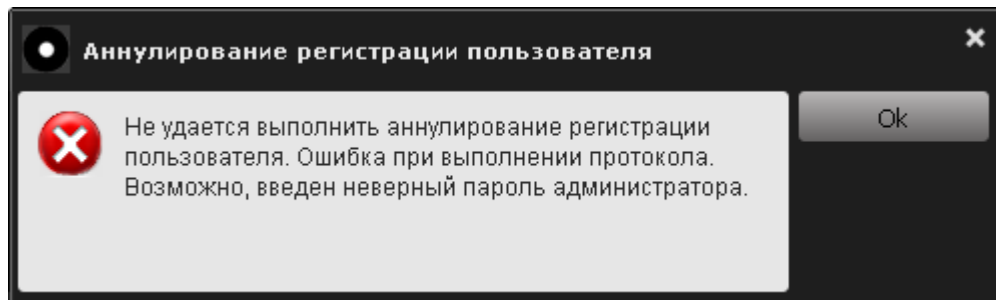 Аннулирование регистрации пользователя
Не удается выполнить аннулирование регистрации
пользователя. Ошибка при выполнении протокола.
Возможно, введен неверный пароль администратора.
Ok